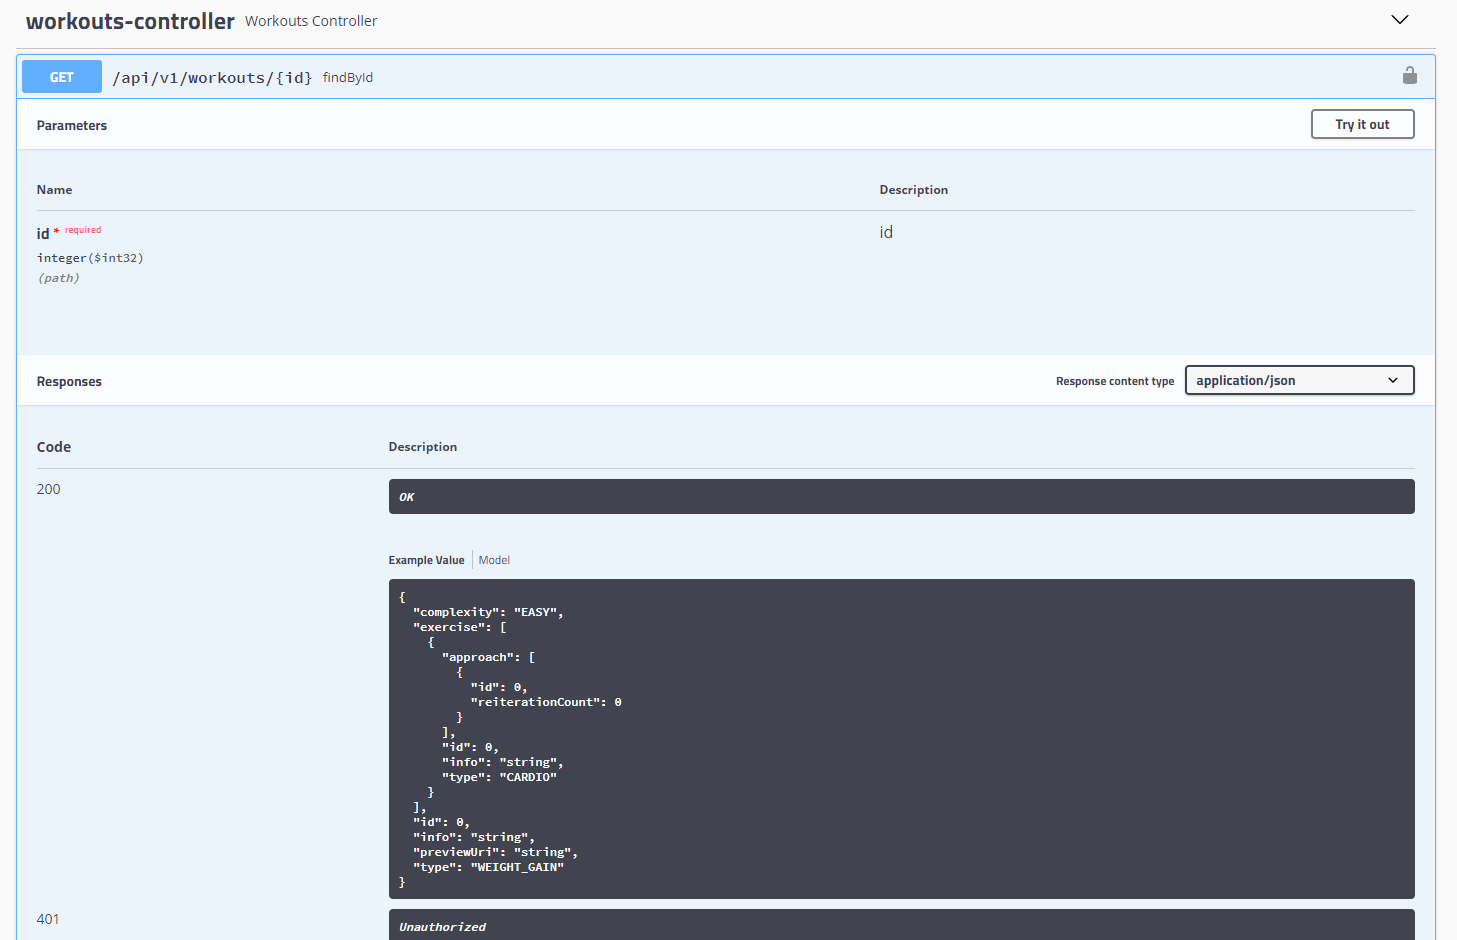 workouts-controller Workouts Controller
GET /api/v1/workouts/{id} findById
Parameters Try it out
Name Description
id * required id
integer($int32)
(path)
Responses Response content type application/json
Code Description
200 OK
Example Value Model
{
  "complexity": "EASY",
  "exercise": [
    {
      "approach": [
        {
          "id": 0,
          "reiterationCount": 0
        }
      ],
      "id": 0,
      "info": "string",
      "type": "CARDIO"
    }
  ],
  "id": 0,
  "info": "string",
  "previewUri": "string",
  "type": "WEIGHT_GAIN"
}
401 Unauthorized